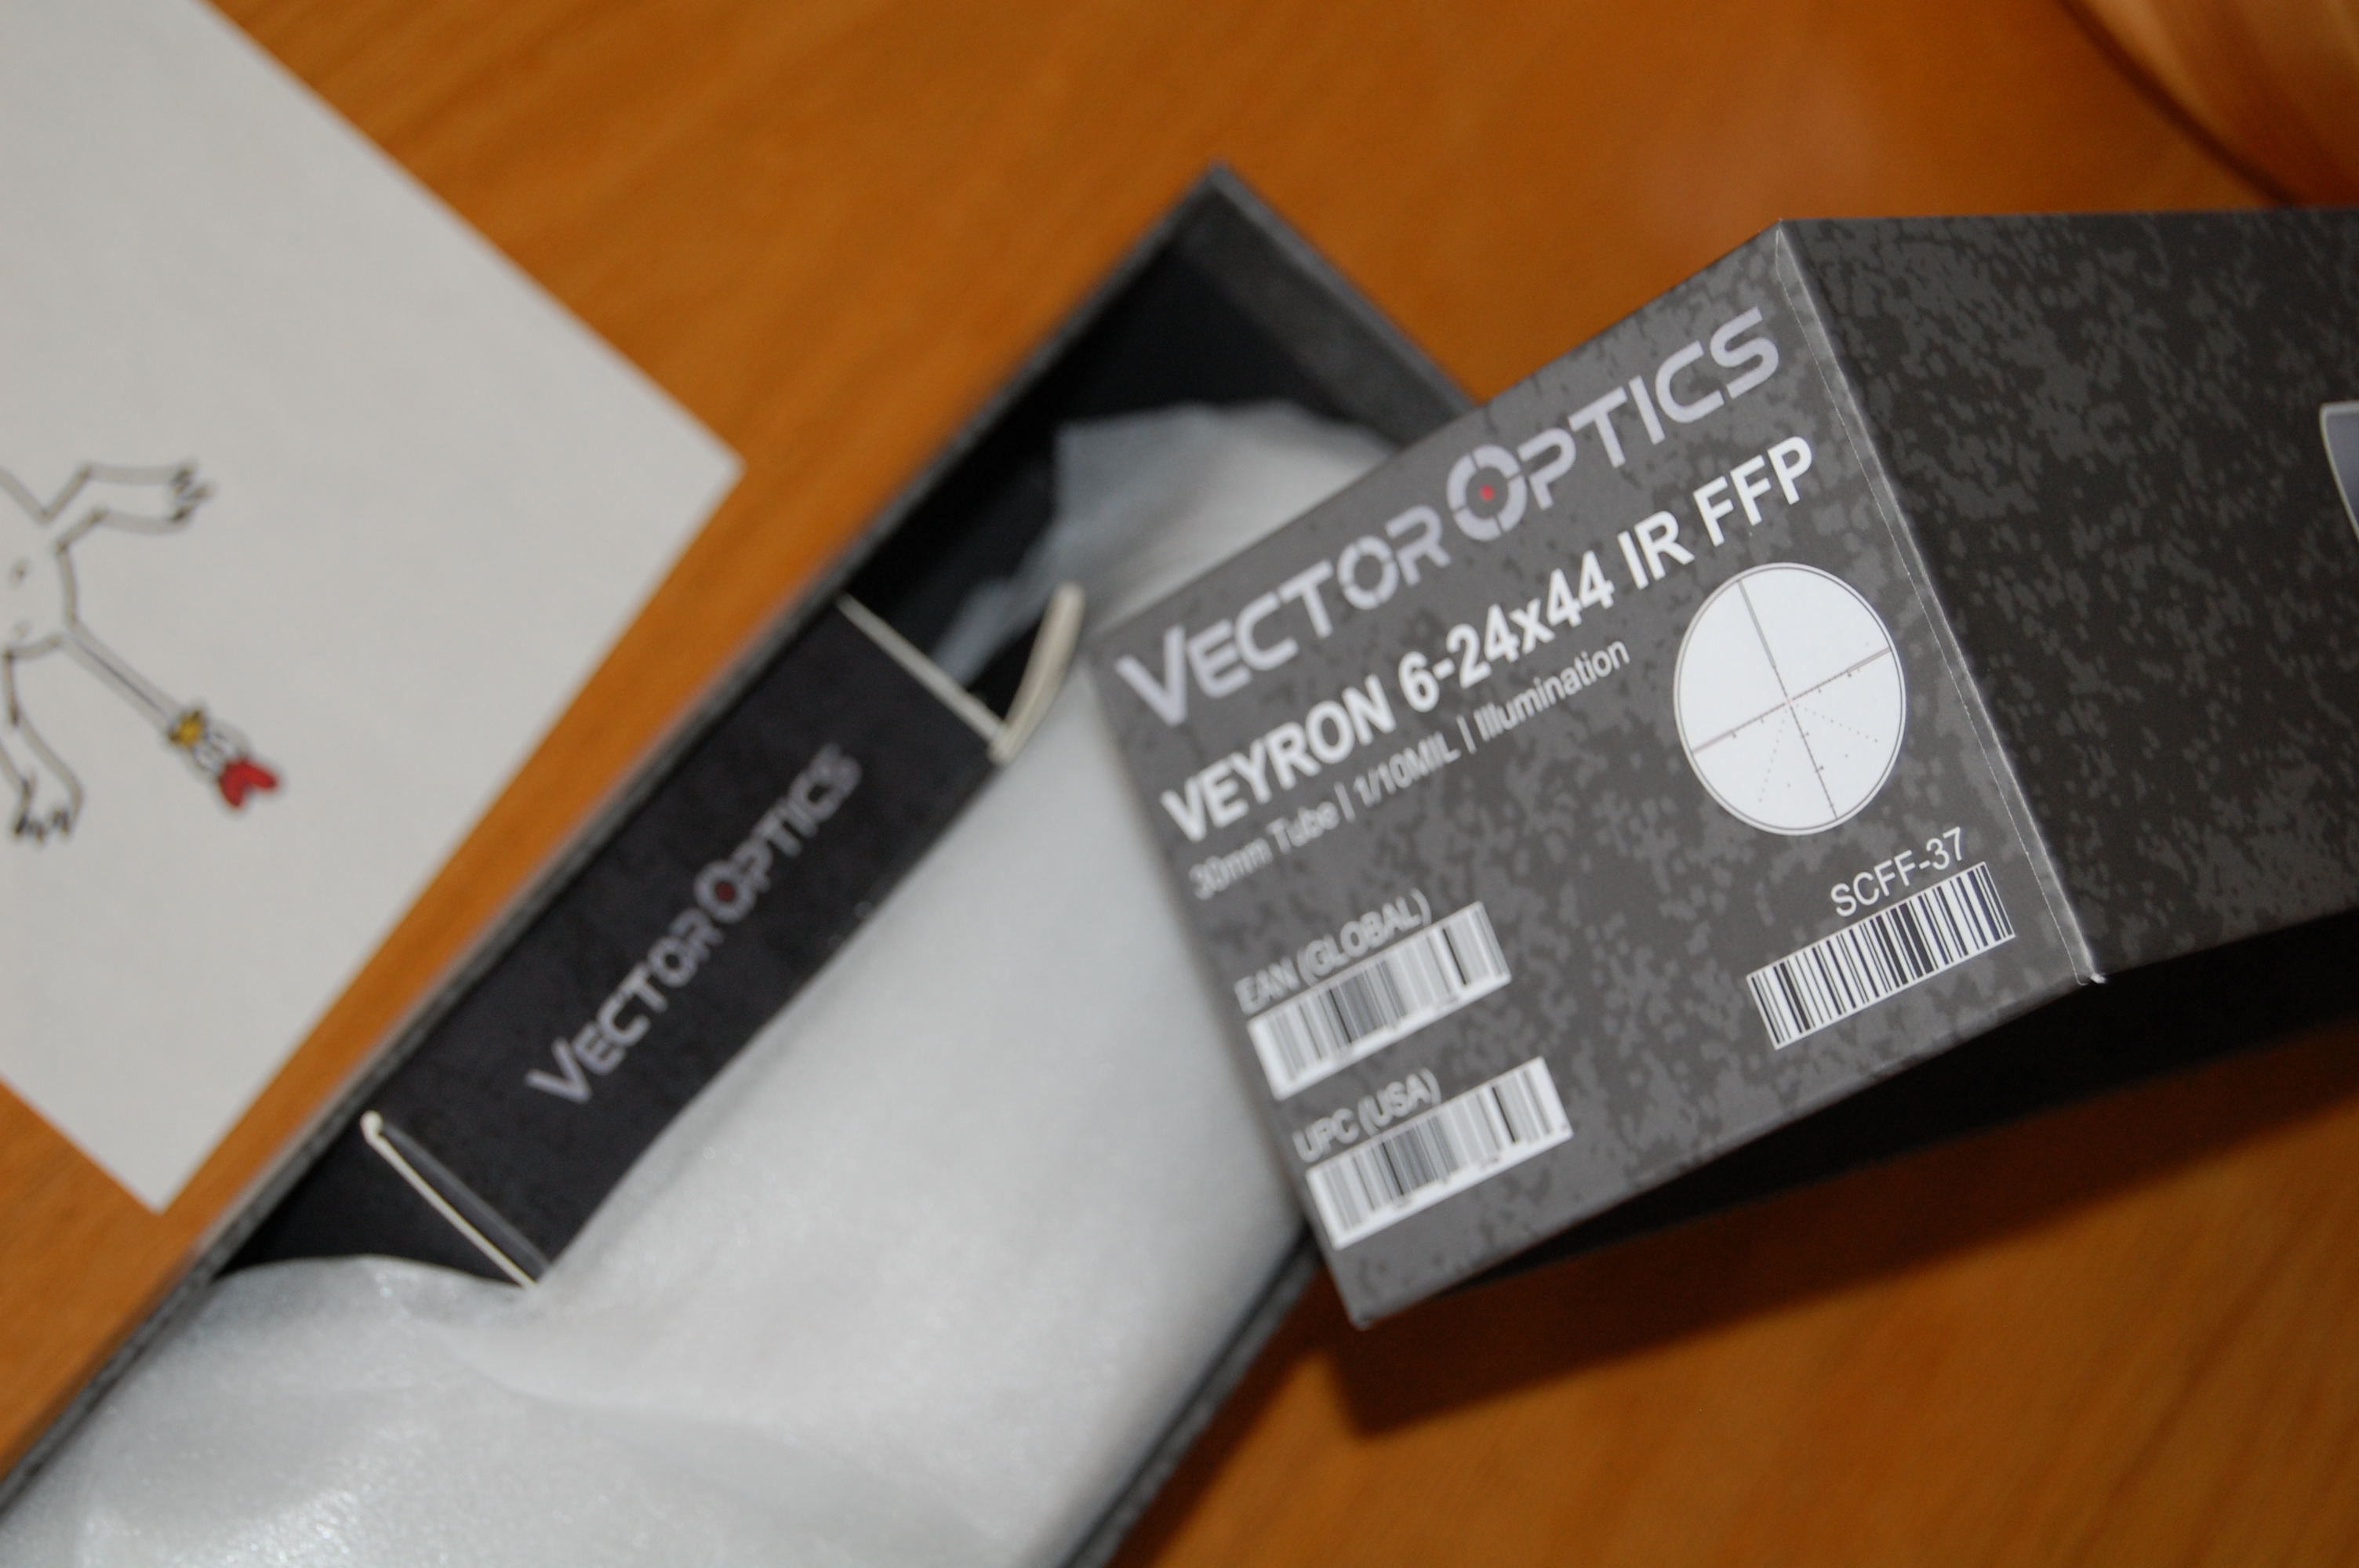 VECTOR OPTICS
VEYRON 6-24x44 IR FFP
30mm Tube | 1/10MIL | Illumination
SCFF-37
EAN (GLOBAL)
UPC (USA)
VECTOR OPTICS